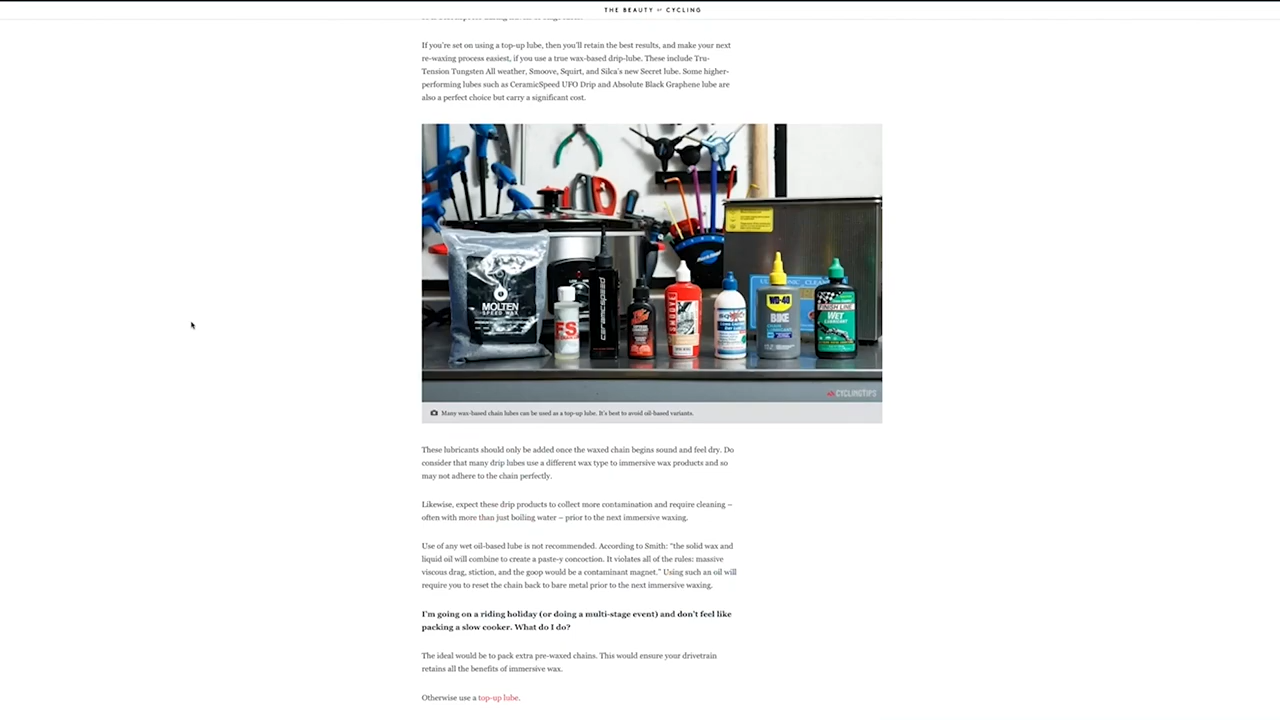 THE BEAUTY OF CYCLING
If you're set on using a top-up lube, then you'll retain the best results, and make your next
re-waxing process easiest, if you use a true wax-based drip-lube. These include Tru-
Tension Tungsten All weather, Smoove, Squirt, and Silca's new Secret lube. Some higher-
performing lubes such as CeramicSpeed UFO Drip and Absolute Black Graphene lube are
also a perfect choice but carry a significant cost.
MOLTEN
SPEED WAX
FS
CERAMICSPEED
SMOOVE
SQUIRT
ParkTool
WD-40
BIKE
FINISH LINE
WET
LUBRICANT
CYCLINGTIPS
Many wax-based chain lubes can be used as a top-up lube. It's best to avoid oil-based variants.
These lubricants should only be added once the waxed chain begins sound and feel dry. Do
consider that many drip lubes use a different wax type to immersive wax products and so
may not adhere to the chain perfectly.
Likewise, expect these drip products to collect more contamination and require cleaning –
often with more than just boiling water – prior to the next immersive waxing.
Use of any wet oil-based lube is not recommended. According to Smith: “the solid wax and
liquid oil will combine to create a paste-y concoction. It violates all of the rules: massive
viscous drag, stiction, and the goop would be a contaminant magnet.” Using such an oil will
require you to reset the chain back to bare metal prior to the next immersive waxing.
I'm going on a riding holiday (or doing a multi-stage event) and don't feel like
packing a slow cooker. What do I do?
The ideal would be to pack extra pre-waxed chains. This would ensure your drivetrain
retains all the benefits of immersive wax.
Otherwise use a top-up lube.